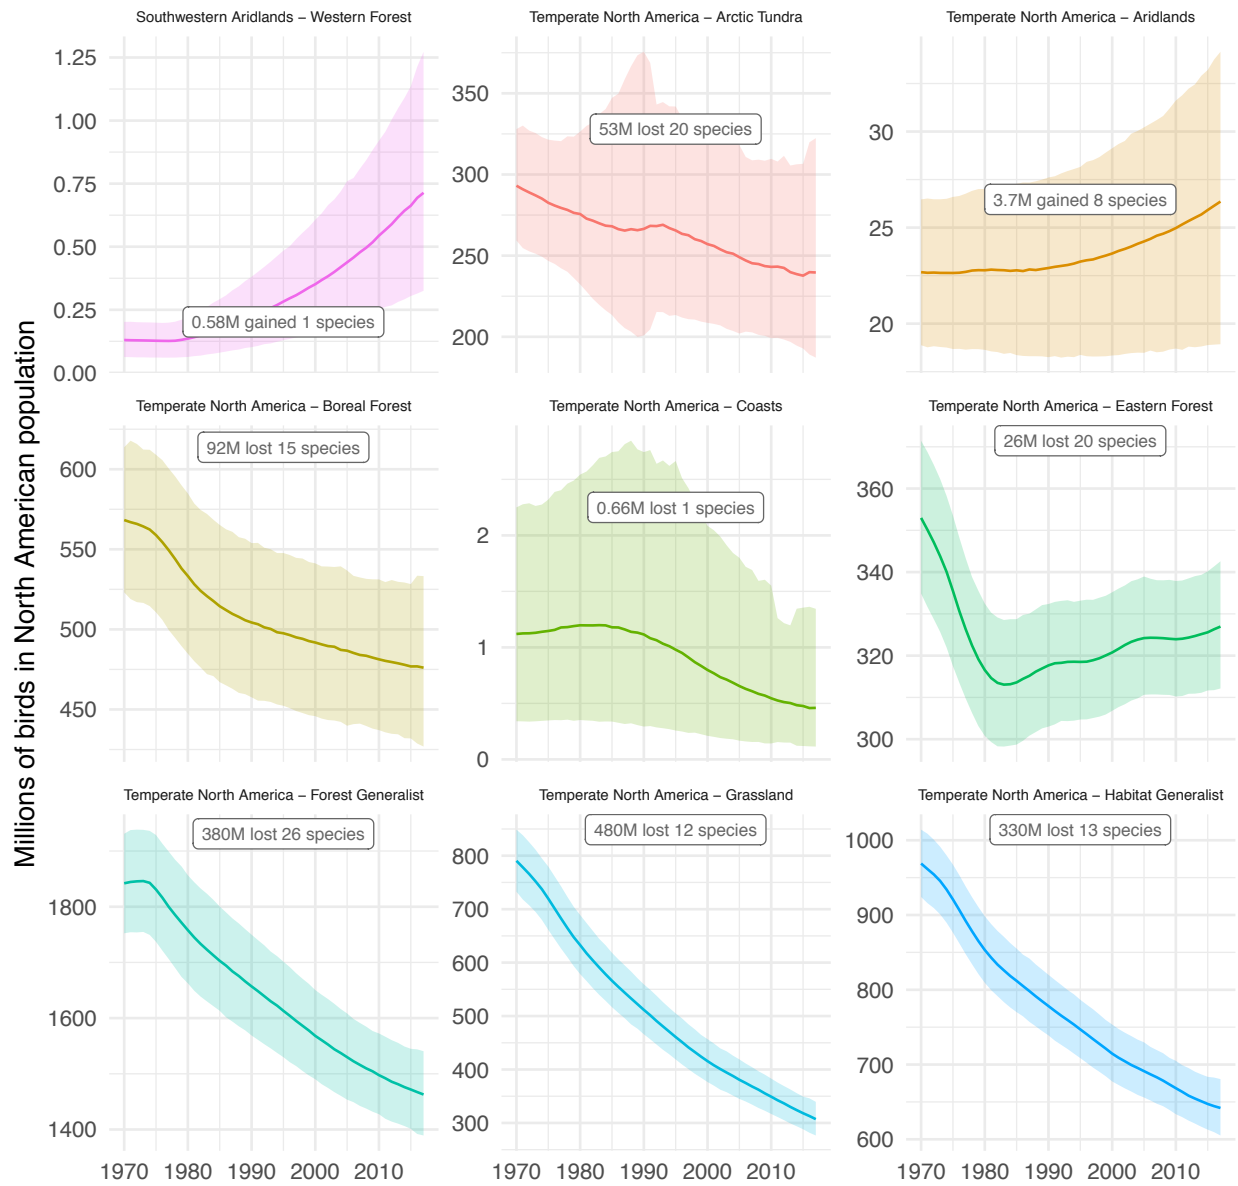 Southwestern Aridlands – Western Forest
Temperate North America – Arctic Tundra
Temperate North America – Aridlands
1.25
1.00
0.75
0.50
0.25
0.00
0.58M gained 1 species
350
300
250
200
53M lost 20 species
30
25
20
3.7M gained 8 species
Millions of birds in North American population
Temperate North America – Boreal Forest
Temperate North America – Coasts
Temperate North America – Eastern Forest
600
550
500
450
92M lost 15 species
2
1
0
0.66M lost 1 species
360
340
320
300
26M lost 20 species
Temperate North America – Forest Generalist
Temperate North America – Grassland
Temperate North America – Habitat Generalist
1800
1600
1400
380M lost 26 species
800
700
600
500
400
300
480M lost 12 species
1000
900
800
700
600
330M lost 13 species
1970 1980 1990 2000 2010
1970 1980 1990 2000 2010
1970 1980 1990 2000 2010